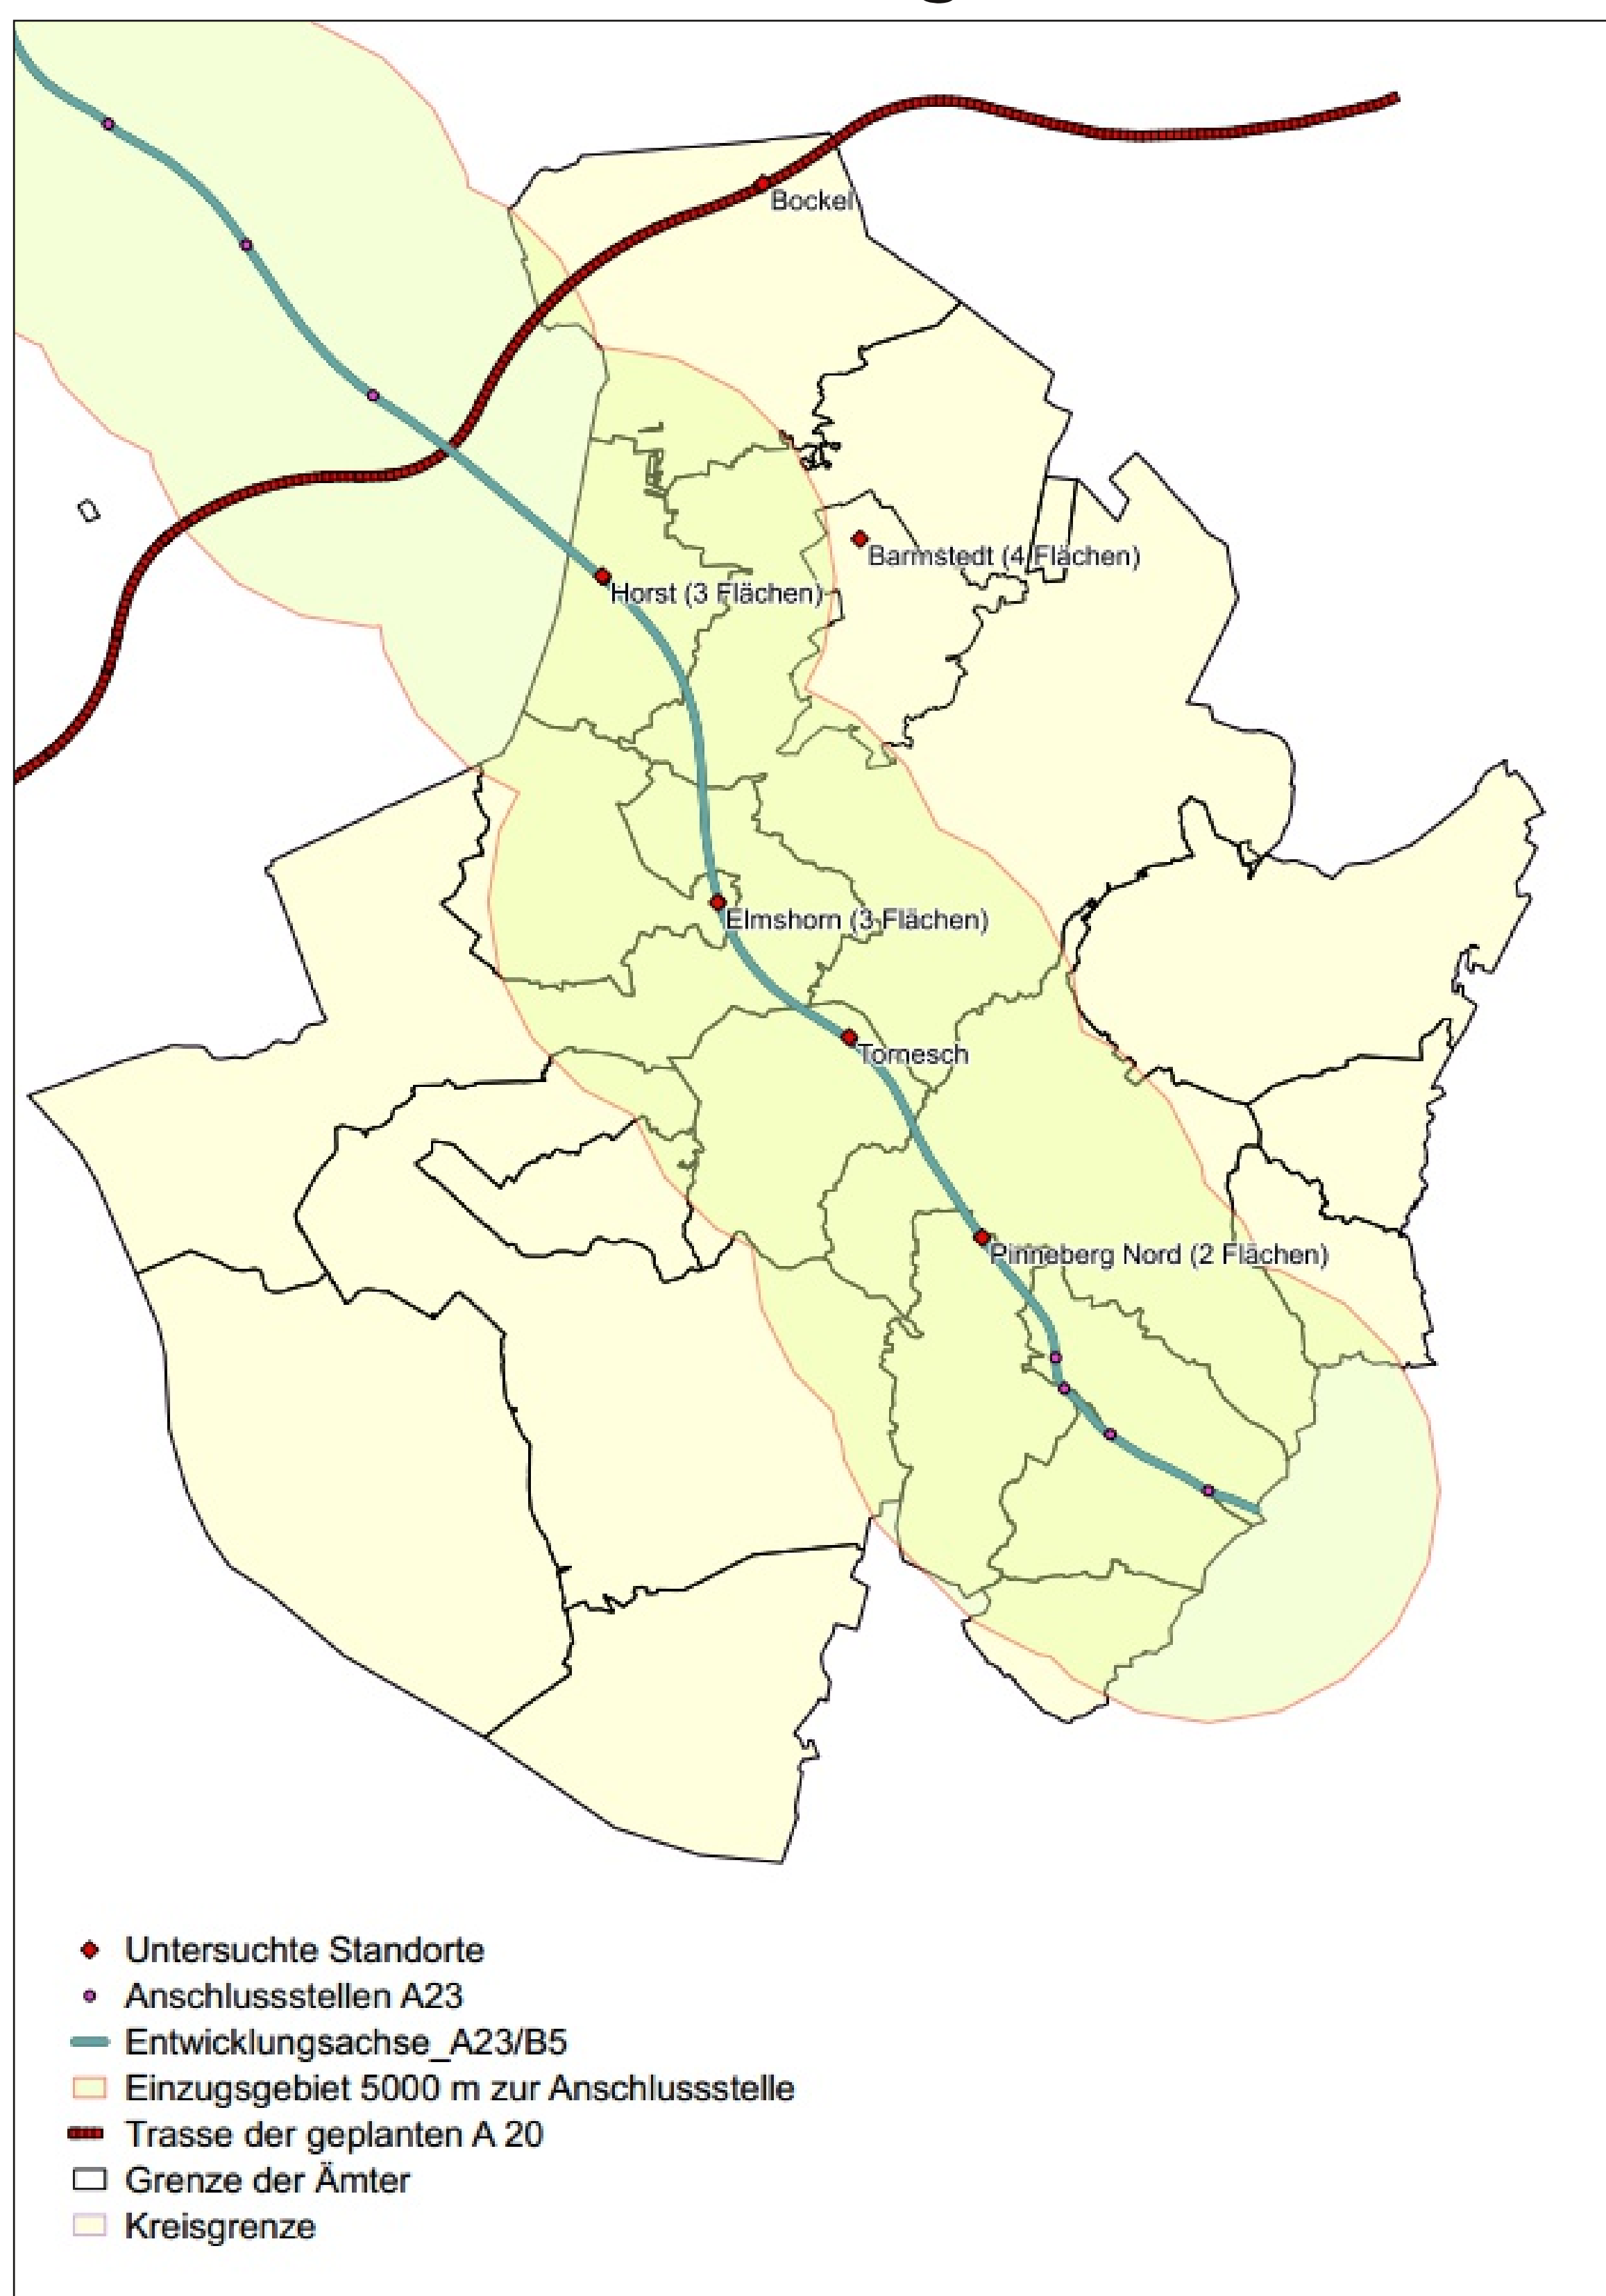 Bockel
Barmstedt (4 Flächen)
Horst (3 Flächen)
Elmshorn (3 Flächen)
Tornesch
Pinneberg Nord (2 Flächen)
Untersuchte Standorte
Anschlussstellen A23
Entwicklungsachse_A23/B5
Einzugsgebiet 5000 m zur Anschlussstelle
Trasse der geplanten A 20
Grenze der Ämter
Kreisgrenze